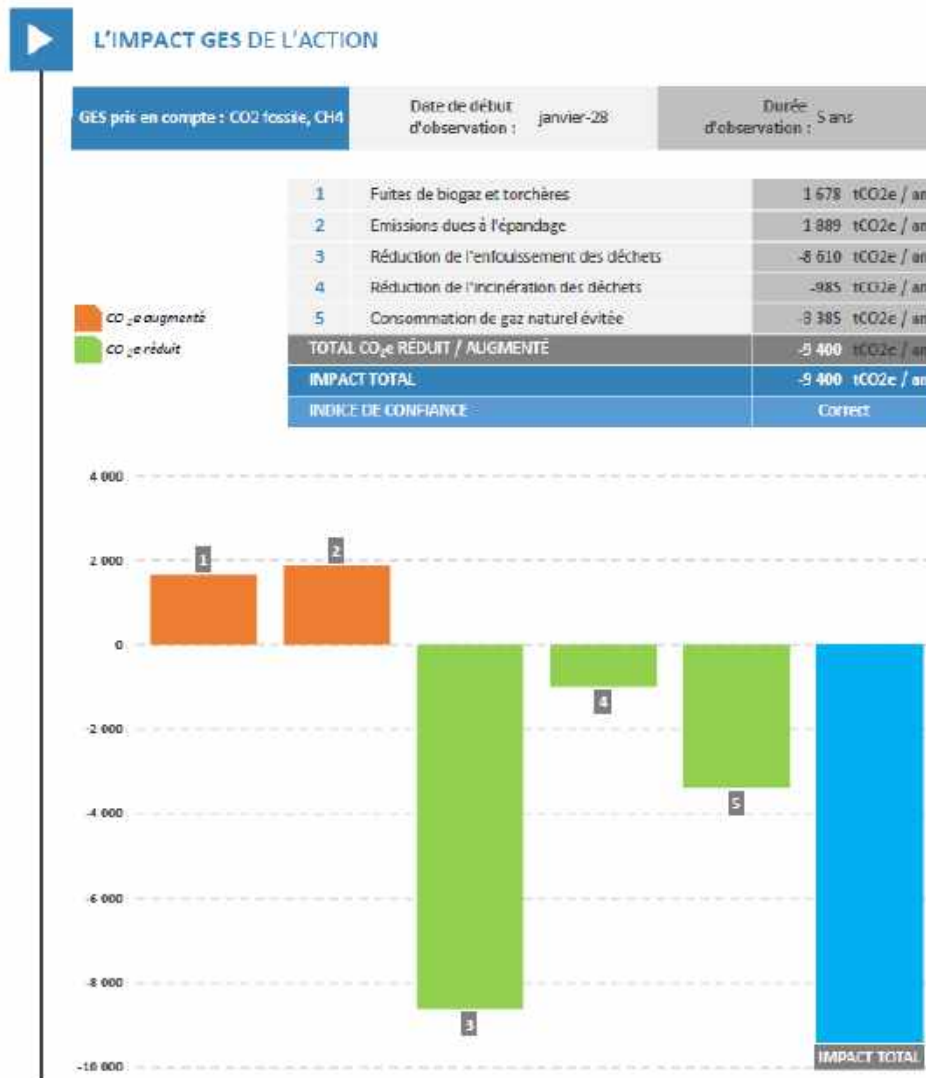 L'IMPACT GES DE L'ACTION
GES pris en compte : CO2 fossile, CH4
Date de début d'observation : janvier-28
Durée d'observation : 5 ans
1 Fuites de biogaz et torchères 1 678 tCO2e / an
2 Emissions dues à l'épandage 1 889 tCO2e / an
3 Réduction de l'enfouissement des déchets -8 610 tCO2e / an
4 Réduction de l'incinération des déchets -985 tCO2e / an
5 Consommation de gaz naturel évitée -3 385 tCO2e / an
CO₂e augmenté
CO₂e réduit
TOTAL CO₂e RÉDUIT / AUGMENTÉ -9 400 tCO2e / an
IMPACT TOTAL -9 400 tCO2e / an
INDICE DE CONFIANCE Correct
4 000
2 000
0
-2 000
-4 000
-6 000
-8 000
-10 000
1
2
3
4
5
IMPACT TOTAL